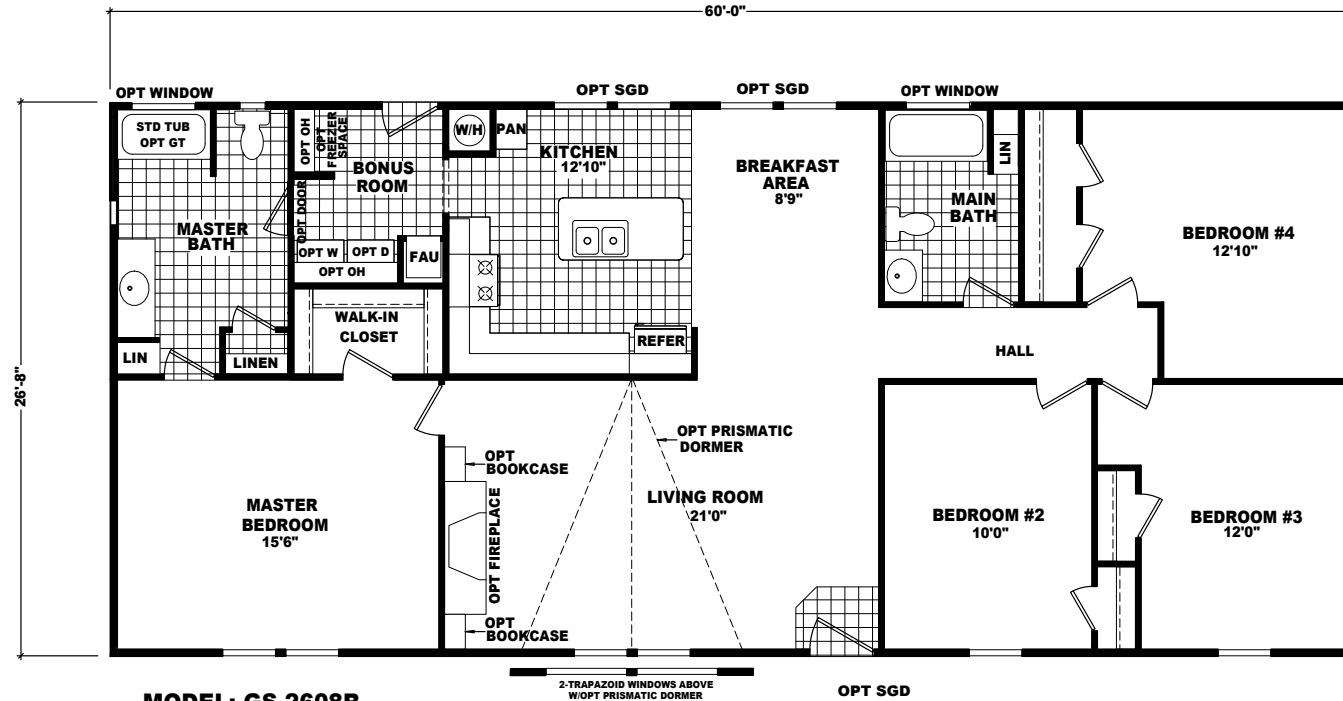 60'-0"
OPT WINDOW
OPT SGD
OPT SGD
OPT WINDOW
STD TUB
OPT GT
OPT OH
OPT
FREEZER
SPACE
W/H
PAN
KITCHEN
12'10"
BONUS
ROOM
BREAKFAST
AREA
8'9"
LIN
MAIN
BATH
BEDROOM #4
12'10"
MASTER
BATH
OPT DOOR
OPT W
OPT D
OPT OH
FAU
WALK-IN
CLOSET
REFER
HALL
LIN
LINEN
26'-8"
OPT PRISMATIC
DORMER
OPT
BOOKCASE
OPT FIREPLACE
LIVING ROOM
21'0"
MASTER
BEDROOM
15'6"
BEDROOM #2
10'0"
BEDROOM #3
12'0"
OPT
BOOKCASE
2-TRAPAZOID WINDOWS ABOVE
W/OPT PRISMATIC DORMER
OPT SGD
MODEL: GS-2608B